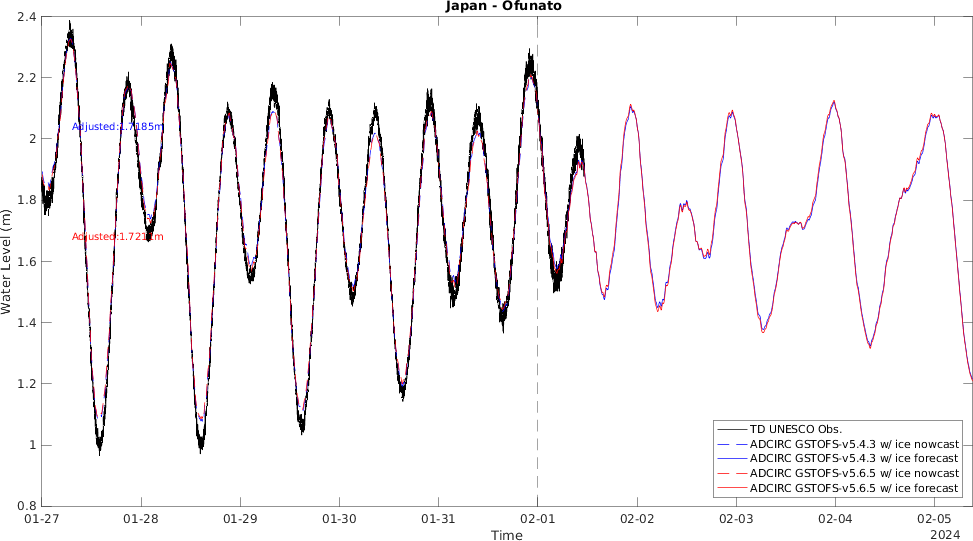 Japan - Ofunato
2.4
2.2
2
1.8
1.6
1.4
1.2
1
0.8
Water Level (m)
Adjusted:1.7185m
TD UNESCO Obs.
ADCIRC GSTOFS-v5.4.3 w/ ice nowcast
ADCIRC GSTOFS-v5.4.3 w/ ice forecast
ADCIRC GSTOFS-v5.6.5 w/ ice nowcast
ADCIRC GSTOFS-v5.6.5 w/ ice forecast
01-27 01-28 01-29 01-30 01-31 02-01 02-02 02-03 02-04 02-05
Time
2024